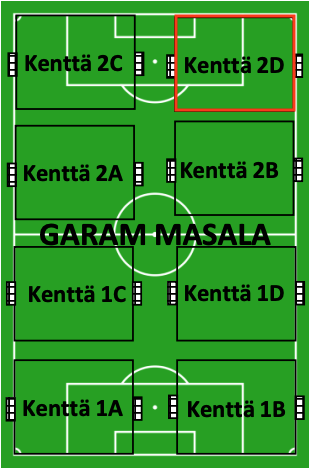 Kenttä 2C
Kenttä 2D
Kenttä 2A
Kenttä 2B
GARAM MASALA
Kenttä 1C
Kenttä 1D
Kenttä 1A
Kenttä 1B